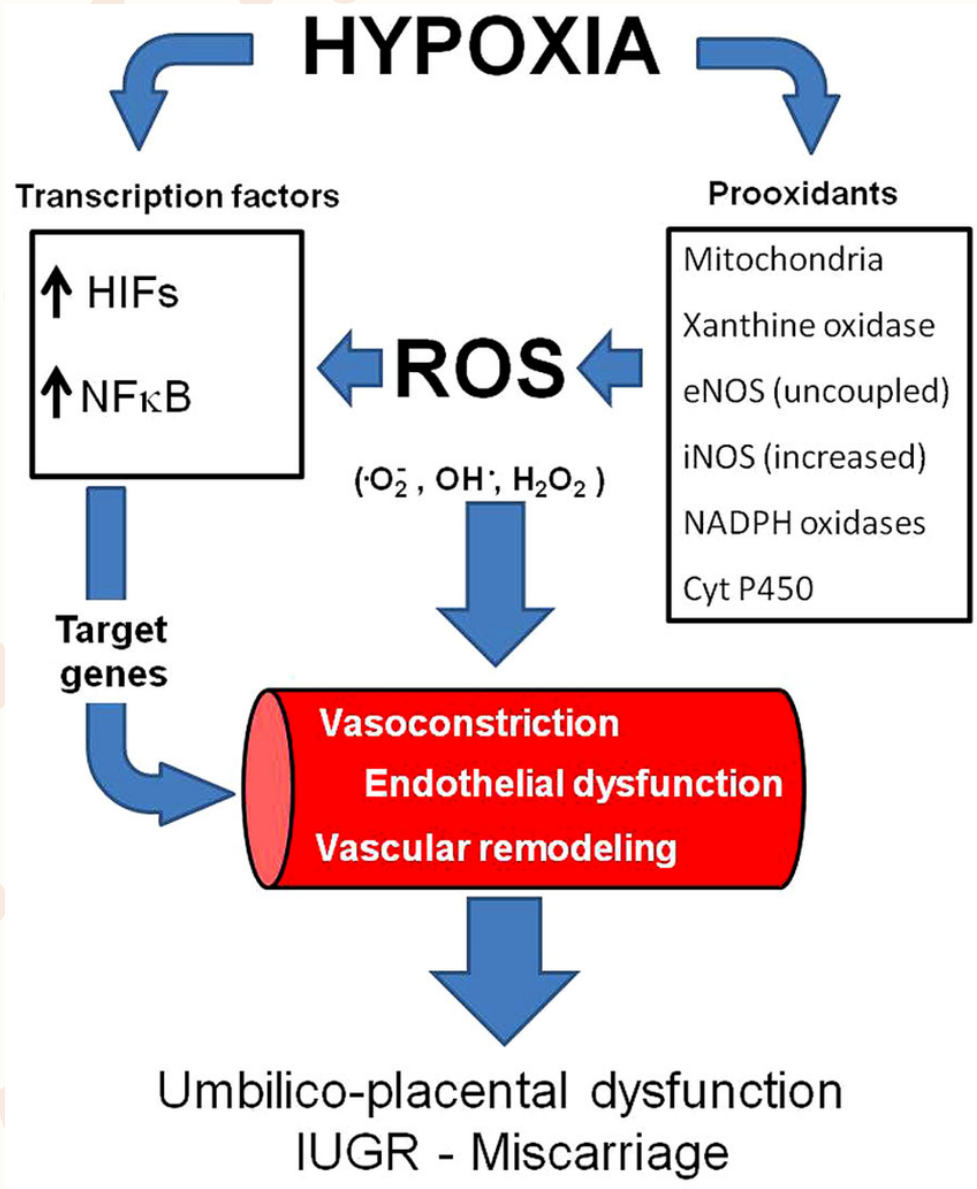 HYPOXIA
Transcription factors
↑ HIFs
↑ NFκB
Prooxidants
Mitochondria
Xanthine oxidase
eNOS (uncoupled)
iNOS (increased)
NADPH oxidases
Cyt P450
ROS
(·O₂⁻ , OH·, H₂O₂ )
Target
genes
Vasoconstriction
Endothelial dysfunction
Vascular remodeling
Umbilico-placental dysfunction
IUGR - Miscarriage